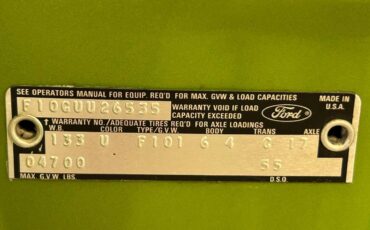 SEE OPERATORS MANUAL FOR EQUIP. REQ'D FOR MAX. GVW & LOAD CAPACITIES
MADE IN U.S.A.
F10GUU26535
WARRANTY VOID IF LOAD CAPACITY EXCEEDED
Ford
† WARRANTY NO./ADEQUATE TIRES REQ'D FOR AXLE LOADINGS
W.B. COLOR TYPE/G.V.W. BODY TRANS AXLE
133 U F101 64 G 17
04700 55
MAX. G.V.W LBS. D.S.O.